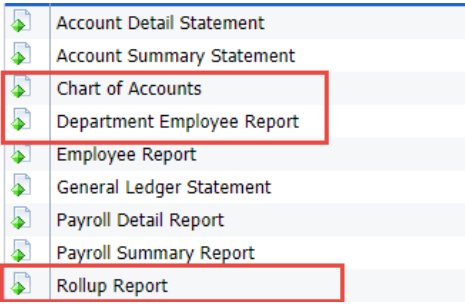 Account Detail Statement
Account Summary Statement
Chart of Accounts
Department Employee Report
Employee Report
General Ledger Statement
Payroll Detail Report
Payroll Summary Report
Rollup Report